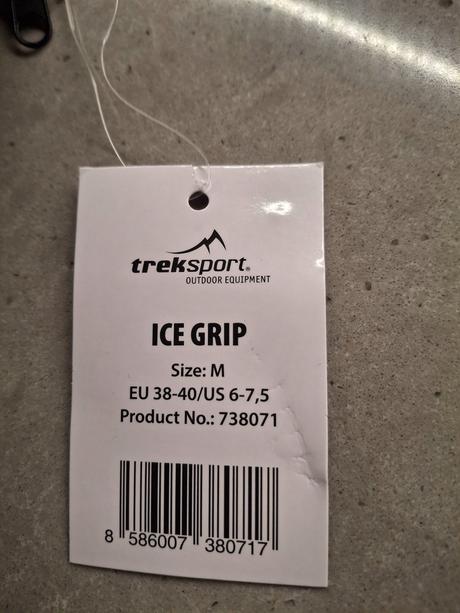 treksport®
OUTDOOR EQUIPMENT
ICE GRIP
Size: M
EU 38-40/US 6-7,5
Product No.: 738071
8 586007 380717